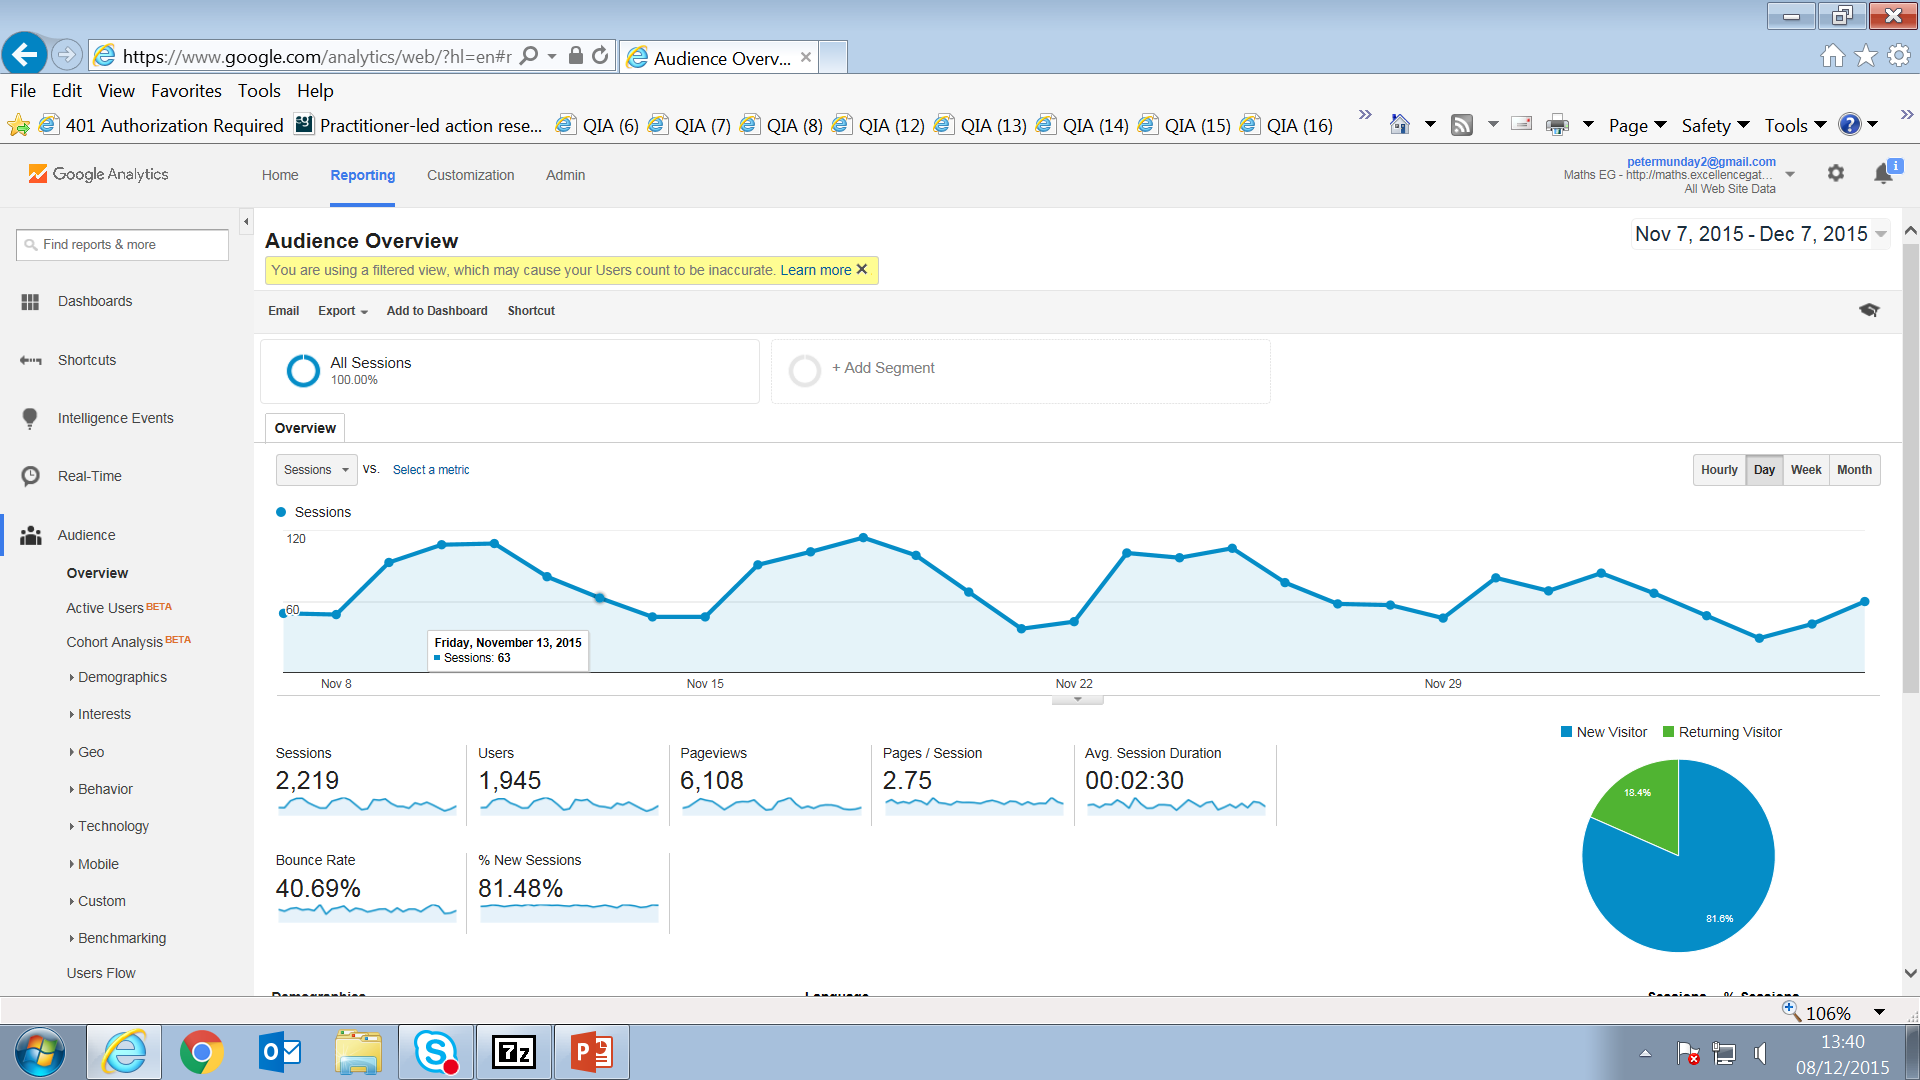 https://www.google.com/analytics/web/?hl=en#r
Audience Overv...
File Edit View Favorites Tools Help
401 Authorization Required Practitioner-led action rese... QIA (6) QIA (7) QIA (8) QIA (12) QIA (13) QIA (14) QIA (15) QIA (16) Page Safety Tools
Google Analytics
Home Reporting Customization Admin
petermunday2@gmail.com
Maths EG - http://maths.excellencegat...
All Web Site Data
Find reports & more
Dashboards
Shortcuts
Intelligence Events
Real-Time
Audience
Overview
Active Users BETA
Cohort Analysis BETA
Demographics
Interests
Geo
Behavior
Technology
Mobile
Custom
Benchmarking
Users Flow
Audience Overview
Nov 7, 2015 - Dec 7, 2015
You are using a filtered view, which may cause your Users count to be inaccurate. Learn more
Email Export Add to Dashboard Shortcut
All Sessions
100.00%
+ Add Segment
Overview
Sessions VS. Select a metric
Hourly Day Week Month
Sessions
120
60
Friday, November 13, 2015
Sessions: 63
Nov 8 Nov 15 Nov 22 Nov 29
New Visitor Returning Visitor
Sessions
2,219
Users
1,945
Pageviews
6,108
Pages / Session
2.75
Avg. Session Duration
00:02:30
Bounce Rate
40.69%
% New Sessions
81.48%
18.4%
81.6%
Demographics Language Sessions % Sessions
106%
13:40
08/12/2015